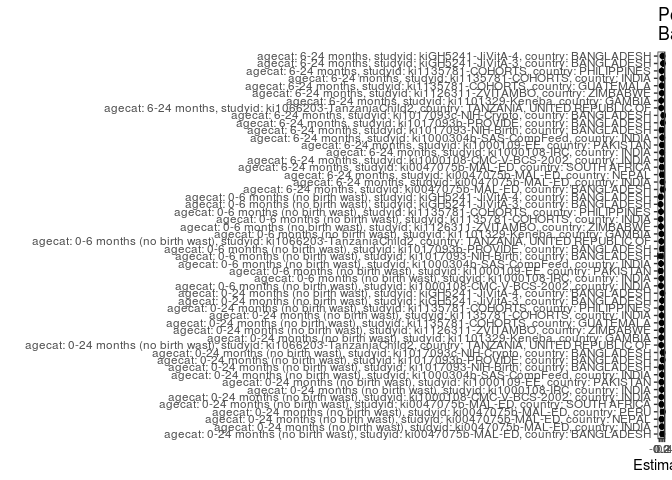 Po
Ba
agecat: 6-24 months, studyid: kiGH5241-JiVitA-4, country: BANGLADESH
agecat: 6-24 months, studyid: kiGH5241-JiVitA-3, country: BANGLADESH
agecat: 6-24 months, studyid: ki1135781-COHORTS, country: PHILIPPINES
agecat: 6-24 months, studyid: ki1135781-COHORTS, country: INDIA
agecat: 6-24 months, studyid: ki1135781-COHORTS, country: GUATEMALA
agecat: 6-24 months, studyid: ki1126311-ZVITAMBO, country: ZIMBABWE
agecat: 6-24 months, studyid: ki1101329-Keneba, country: GAMBIA
agecat: 6-24 months, studyid: ki1066203-TanzaniaChild2, country: TANZANIA, UNITED REPUBLIC OF
agecat: 6-24 months, studyid: ki1017093c-NIH-Crypto, country: BANGLADESH
agecat: 6-24 months, studyid: ki1017093b-PROVIDE, country: BANGLADESH
agecat: 6-24 months, studyid: ki1017093-NIH-Birth, country: BANGLADESH
agecat: 6-24 months, studyid: ki1000304b-SAS-CompFeed, country: INDIA
agecat: 6-24 months, studyid: ki1000109-EE, country: PAKISTAN
agecat: 6-24 months, studyid: ki1000108-IRC, country: INDIA
agecat: 6-24 months, studyid: ki1000108-CMC-V-BCS-2002, country: INDIA
agecat: 6-24 months, studyid: ki0047075b-MAL-ED, country: SOUTH AFRICA
agecat: 6-24 months, studyid: ki0047075b-MAL-ED, country: NEPAL
agecat: 6-24 months, studyid: ki0047075b-MAL-ED, country: INDIA
agecat: 6-24 months, studyid: ki0047075b-MAL-ED, country: BANGLADESH
agecat: 0-6 months (no birth wast), studyid: kiGH5241-JiVitA-4, country: BANGLADESH
agecat: 0-6 months (no birth wast), studyid: kiGH5241-JiVitA-3, country: BANGLADESH
agecat: 0-6 months (no birth wast), studyid: ki1135781-COHORTS, country: PHILIPPINES
agecat: 0-6 months (no birth wast), studyid: ki1135781-COHORTS, country: INDIA
agecat: 0-6 months (no birth wast), studyid: ki1126311-ZVITAMBO, country: ZIMBABWE
agecat: 0-6 months (no birth wast), studyid: ki1101329-Keneba, country: GAMBIA
agecat: 0-6 months (no birth wast), studyid: ki1066203-TanzaniaChild2, country: TANZANIA, UNITED REPUBLIC OF
agecat: 0-6 months (no birth wast), studyid: ki1017093b-PROVIDE, country: BANGLADESH
agecat: 0-6 months (no birth wast), studyid: ki1017093-NIH-Birth, country: BANGLADESH
agecat: 0-6 months (no birth wast), studyid: ki1000304b-SAS-CompFeed, country: INDIA
agecat: 0-6 months (no birth wast), studyid: ki1000109-EE, country: PAKISTAN
agecat: 0-6 months (no birth wast), studyid: ki1000108-IRC, country: INDIA
agecat: 0-6 months (no birth wast), studyid: ki1000108-CMC-V-BCS-2002, country: INDIA
agecat: 0-24 months (no birth wast), studyid: kiGH5241-JiVitA-4, country: BANGLADESH
agecat: 0-24 months (no birth wast), studyid: kiGH5241-JiVitA-3, country: BANGLADESH
agecat: 0-24 months (no birth wast), studyid: ki1135781-COHORTS, country: PHILIPPINES
agecat: 0-24 months (no birth wast), studyid: ki1135781-COHORTS, country: INDIA
agecat: 0-24 months (no birth wast), studyid: ki1135781-COHORTS, country: GUATEMALA
agecat: 0-24 months (no birth wast), studyid: ki1126311-ZVITAMBO, country: ZIMBABWE
agecat: 0-24 months (no birth wast), studyid: ki1101329-Keneba, country: GAMBIA
agecat: 0-24 months (no birth wast), studyid: ki1066203-TanzaniaChild2, country: TANZANIA, UNITED REPUBLIC OF
agecat: 0-24 months (no birth wast), studyid: ki1017093c-NIH-Crypto, country: BANGLADESH
agecat: 0-24 months (no birth wast), studyid: ki1017093b-PROVIDE, country: BANGLADESH
agecat: 0-24 months (no birth wast), studyid: ki1017093-NIH-Birth, country: BANGLADESH
agecat: 0-24 months (no birth wast), studyid: ki1000304b-SAS-CompFeed, country: INDIA
agecat: 0-24 months (no birth wast), studyid: ki1000109-EE, country: PAKISTAN
agecat: 0-24 months (no birth wast), studyid: ki1000108-IRC, country: INDIA
agecat: 0-24 months (no birth wast), studyid: ki1000108-CMC-V-BCS-2002, country: INDIA
agecat: 0-24 months (no birth wast), studyid: ki0047075b-MAL-ED, country: SOUTH AFRICA
agecat: 0-24 months (no birth wast), studyid: ki0047075b-MAL-ED, country: PERU
agecat: 0-24 months (no birth wast), studyid: ki0047075b-MAL-ED, country: NEPAL
agecat: 0-24 months (no birth wast), studyid: ki0047075b-MAL-ED, country: INDIA
agecat: 0-24 months (no birth wast), studyid: ki0047075b-MAL-ED, country: BANGLADESH
Estima